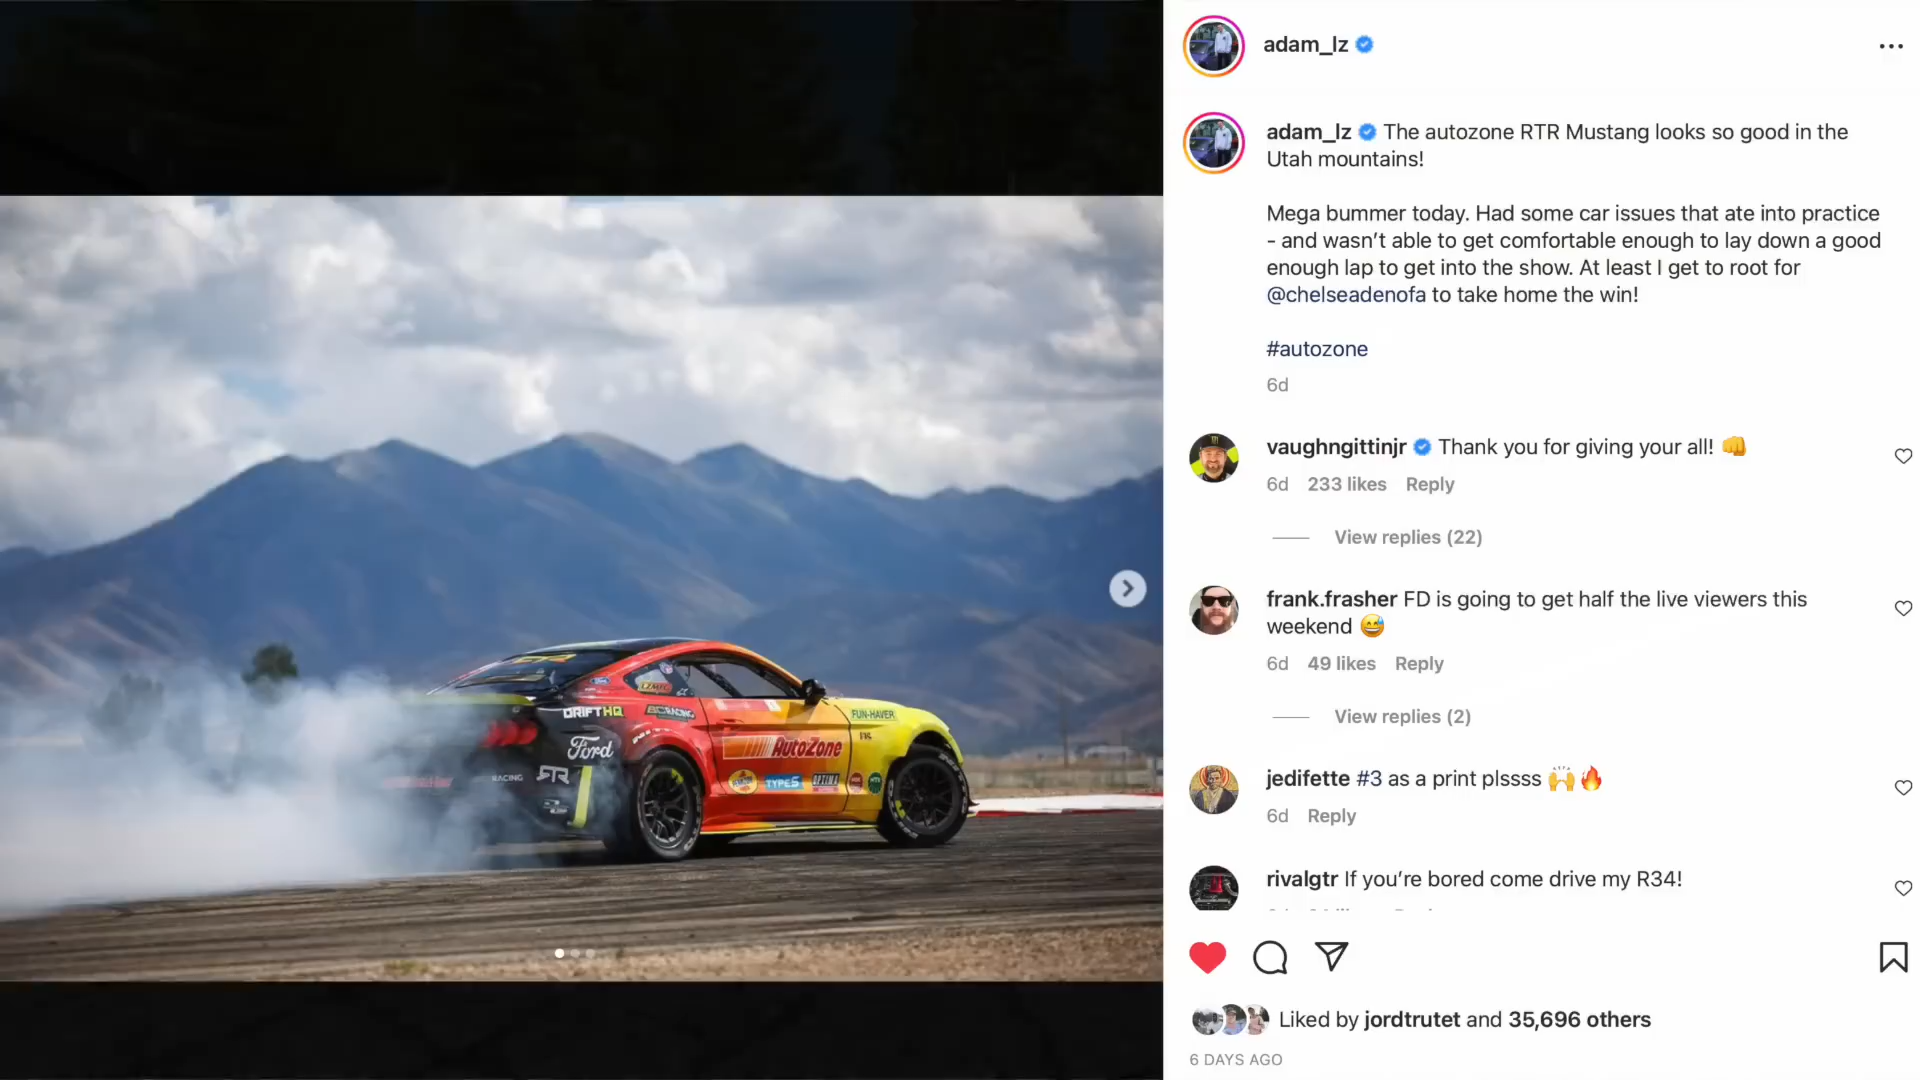 adam_lz
adam_lz The autozone RTR Mustang looks so good in the
Utah mountains!
Mega bummer today. Had some car issues that ate into practice
- and wasn't able to get comfortable enough to lay down a good
enough lap to get into the show. At least I get to root for
@chelseadenofa to take home the win!
#autozone
6d
vaughngittinjr Thank you for giving your all! 👊
6d 233 likes Reply
View replies (22)
frank.frasher FD is going to get half the live viewers this
weekend 😅
6d 49 likes Reply
View replies (2)
jedifette #3 as a print plssss 🙌🔥
6d Reply
rivalgtr If you're bored come drive my R34!
Liked by jordtrutet and 35,696 others
6 DAYS AGO
DRIFT HQ
BC RACING
FUN-HAVER
Ford
AutoZone
RACING
RTR
TYPE S
OPTIMA